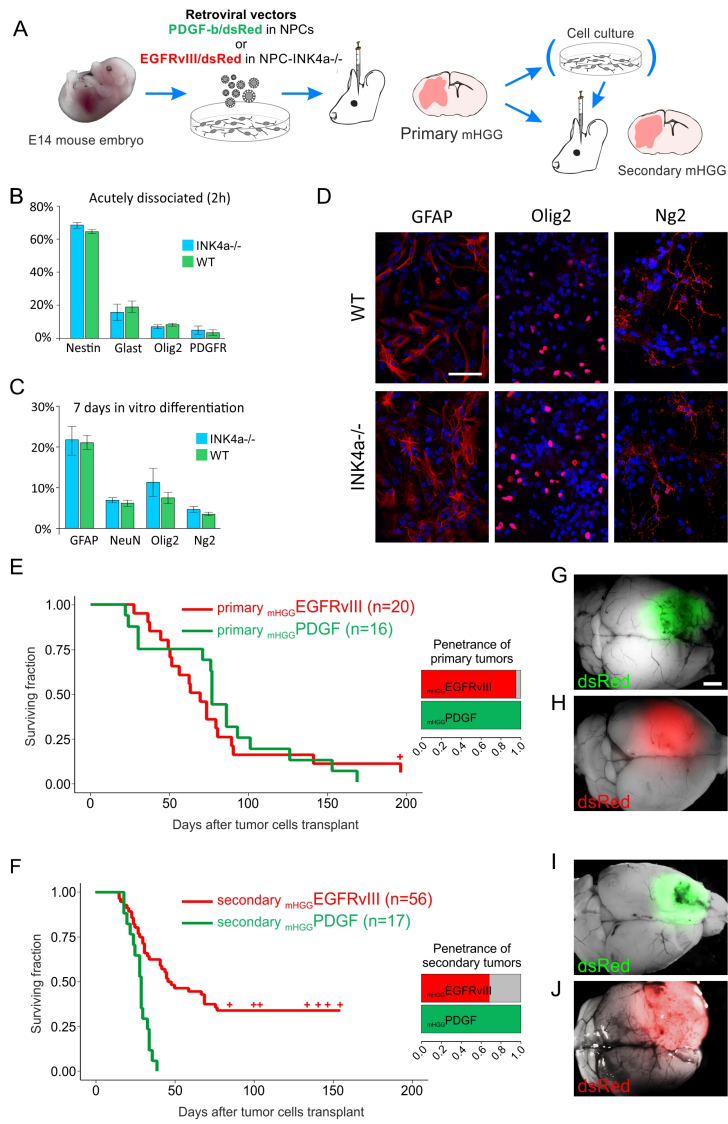 A
Retroviral vectors
PDGF-b/dsRed in NPCs
or
EGFRvIII/dsRed in NPC-INK4a-/-
Cell culture
E14 mouse embryo
Primary mHGG
Secondary mHGG
B
Acutely dissociated (2h)
80%
60%
40%
20%
0%
INK4a-/-
WT
Nestin Glast Olig2 PDGFR
C
7 days in vitro differentiation
30%
20%
10%
0%
INK4a-/-
WT
GFAP NeuN Olig2 Ng2
D
GFAP Olig2 Ng2
WT
INK4a-/-
E
primary mHGGEGFRvIII (n=20)
primary mHGGPDGF (n=16)
Surviving fraction
1.00
0.75
0.50
0.25
0.00
0 50 100 150 200
Days after tumor cells transplant
Penetrance of
primary tumors
mHGGEGFRvIII
mHGGPDGF
0.0 0.2 0.4 0.6 0.8 1.0
F
secondary mHGGEGFRvIII (n=56)
secondary mHGGPDGF (n=17)
Surviving fraction
1.00
0.75
0.50
0.25
0.00
0 50 100 150 200
Days after tumor cells transplant
Penetrance of
secondary tumors
mHGGEGFRvIII
mHGGPDGF
0.0 0.2 0.4 0.6 0.8 1.0
G
dsRed
H
dsRed
I
dsRed
J
dsRed